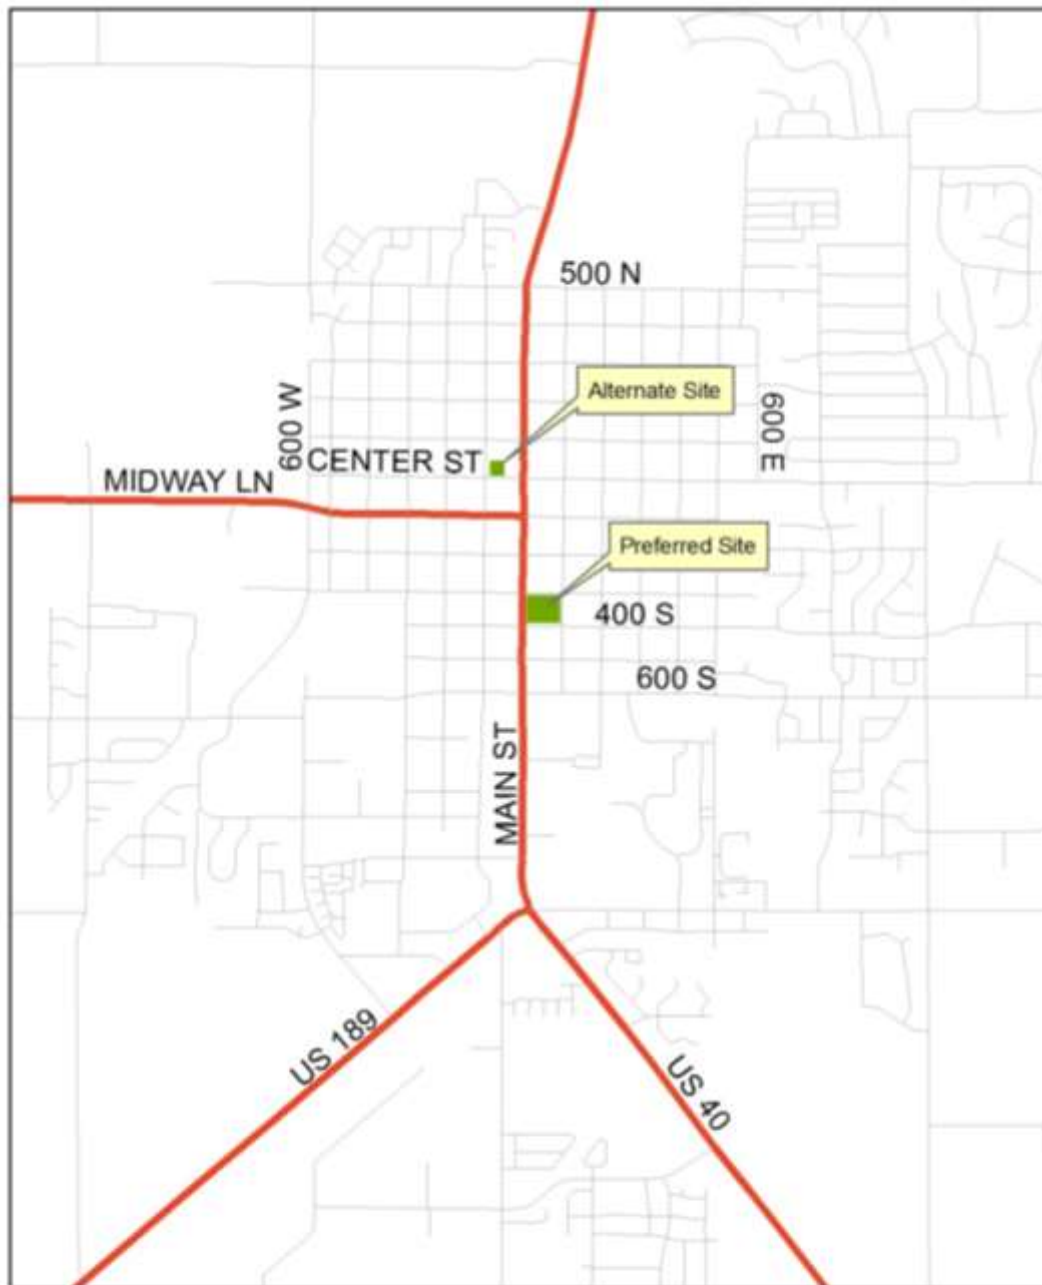 500 N
Alternate Site
600 W
600 E
CENTER ST
MIDWAY LN
Preferred Site
400 S
600 S
MAIN ST
US 189
US 40